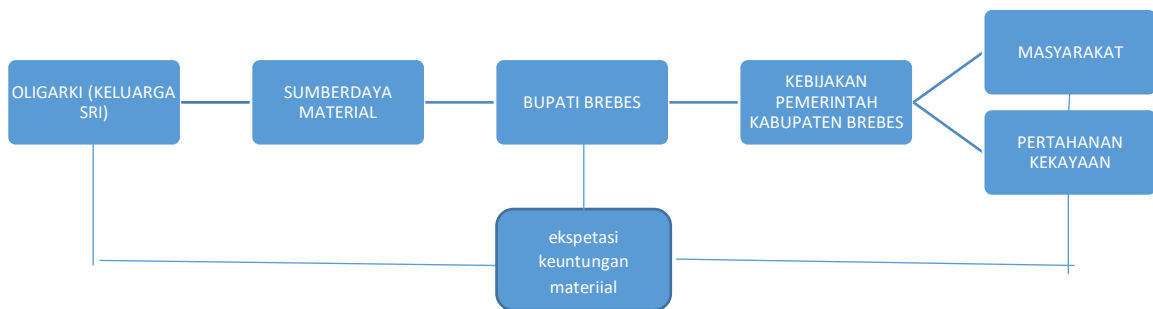 OLIGARKI (KELUARGA
SRI)
SUMBERDAYA
MATERIAL
BUPATI BREBES
KEBIJAKAN
PEMERINTAH
KABUPATEN BREBES
MASYARAKAT
PERTAHANAN
KEKAYAAN
ekspetasi
keuntungan
materiial